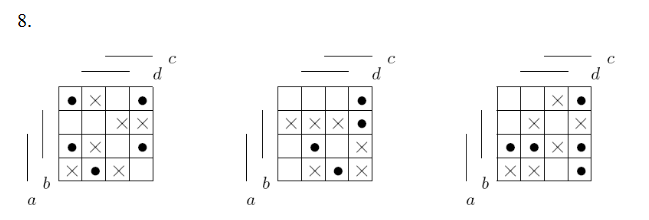 8.
c c c
d d d
● × ● ● × ●
× × × × × ● × ×
● × ● ● × ● ● × ●
× ● × × ● × × × ●
b b b
a a a